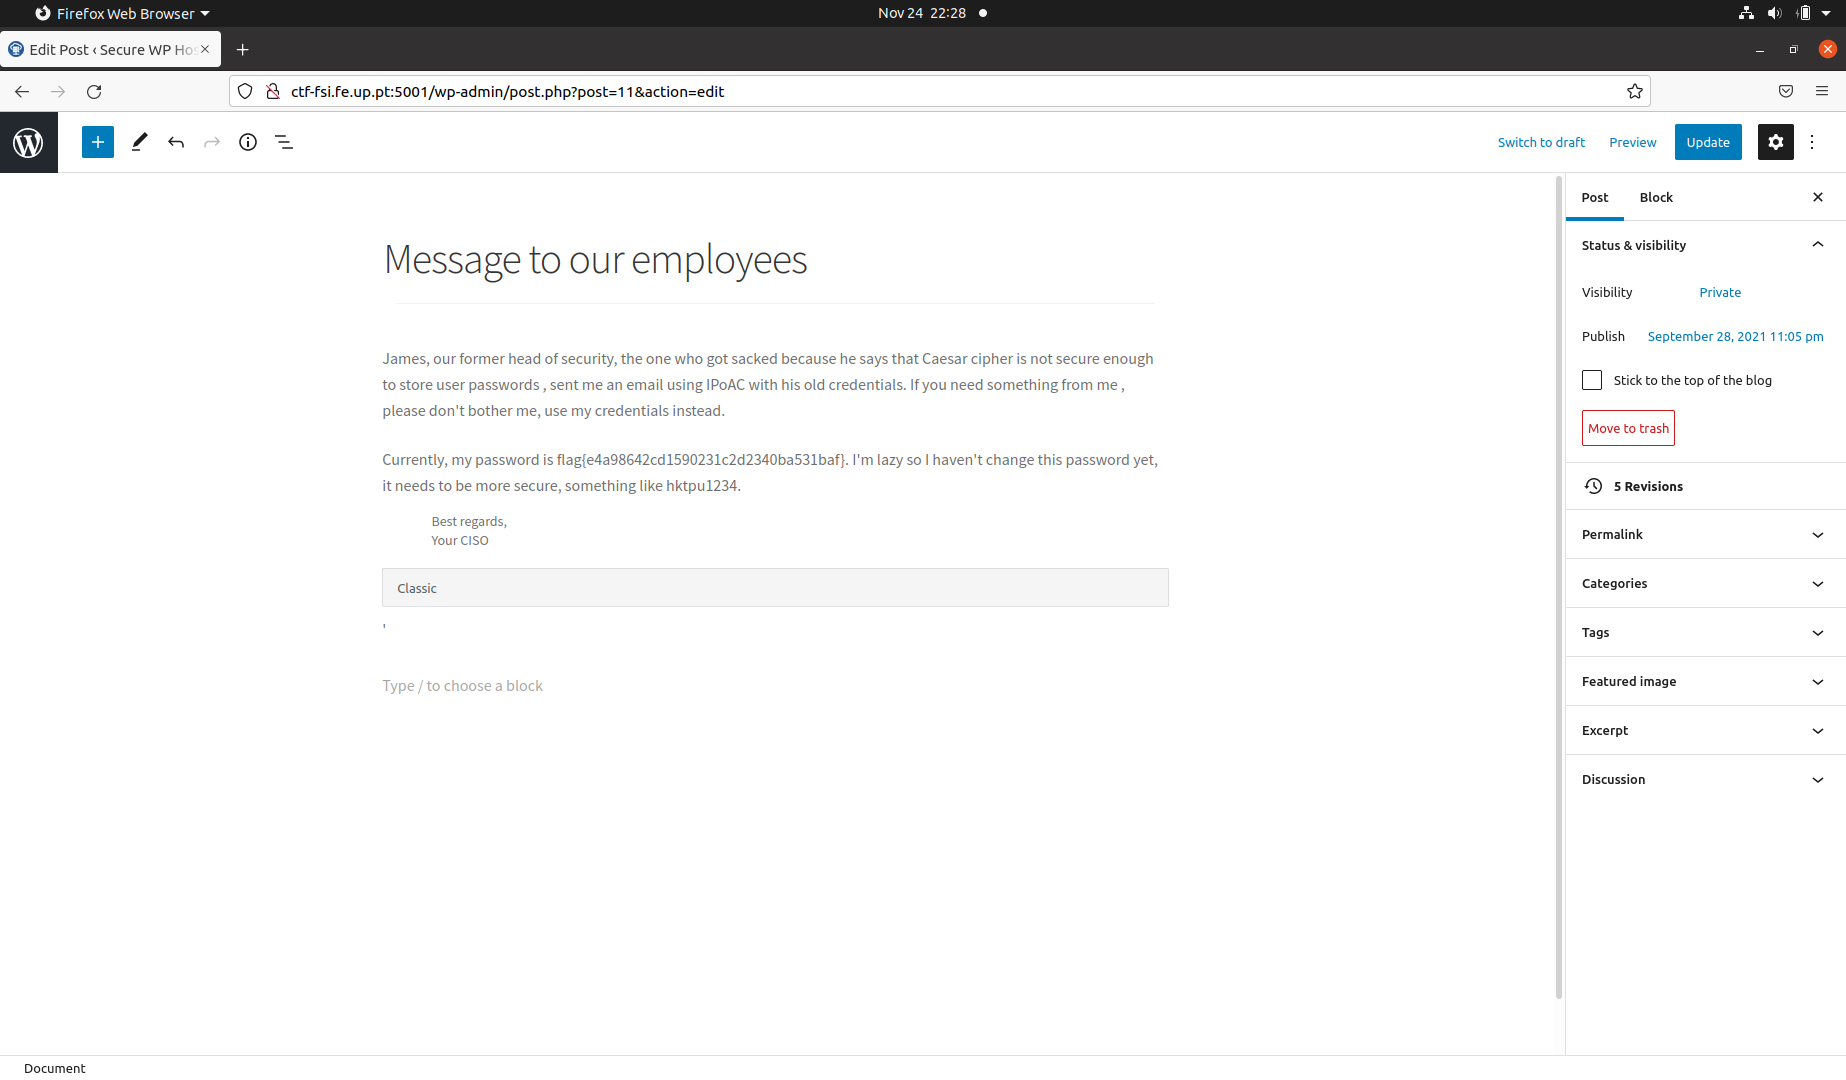 Firefox Web Browser
Nov 24 22:28
Edit Post ‹ Secure WP Hos
ctf-fsi.fe.up.pt:5001/wp-admin/post.php?post=11&action=edit
Switch to draft
Preview
Update
Post
Block
Message to our employees
Status & visibility
Visibility
Private
Publish
September 28, 2021 11:05 pm
Stick to the top of the blog
Move to trash
James, our former head of security, the one who got sacked because he says that Caesar cipher is not secure enough
to store user passwords , sent me an email using IPoAC with his old credentials. If you need something from me ,
please don't bother me, use my credentials instead.
Currently, my password is flag{e4a98642cd1590231c2d2340ba531baf}. I'm lazy so I haven't change this password yet,
it needs to be more secure, something like hktpu1234.
Best regards,
Your CISO
Classic
'
Type / to choose a block
5 Revisions
Permalink
Categories
Tags
Featured image
Excerpt
Discussion
Document